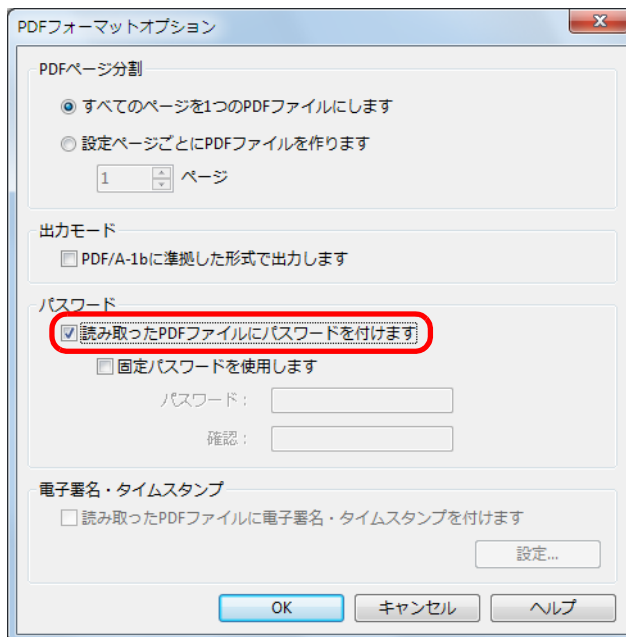 PDFフォーマットオプション
PDFページ分割
すべてのページを1つのPDFファイルにします
設定ページごとにPDFファイルを作ります
1 ページ
出力モード
PDF/A-1bに準拠した形式で出力します
パスワード
読み取ったPDFファイルにパスワードを付けます
固定パスワードを使用します
パスワード：
確認：
電子署名・タイムスタンプ
読み取ったPDFファイルに電子署名・タイムスタンプを付けます
設定...
OK キャンセル ヘルプ